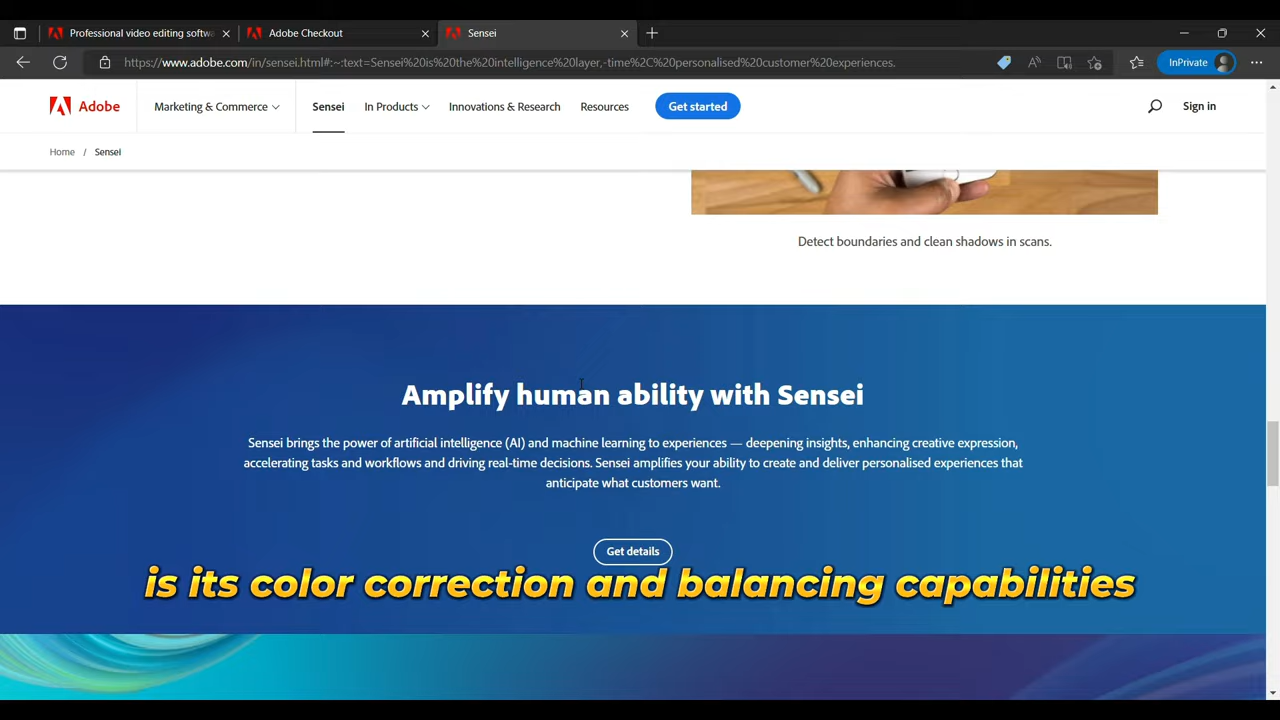 Professional video editing softwa
Adobe Checkout
Sensei
https://www.adobe.com/in/sensei.html#:~:text=Sensei%20is%20the%20intelligence%20layer,-time%2C%20personalised%20customer%20experiences.
InPrivate
Adobe
Marketing & Commerce
Sensei
In Products
Innovations & Research
Resources
Get started
Sign in
Home / Sensei
Detect boundaries and clean shadows in scans.
Amplify human ability with Sensei
Sensei brings the power of artificial intelligence (AI) and machine learning to experiences — deepening insights, enhancing creative expression,
accelerating tasks and workflows and driving real-time decisions. Sensei amplifies your ability to create and deliver personalised experiences that
anticipate what customers want.
Get details
is its color correction and balancing capabilities